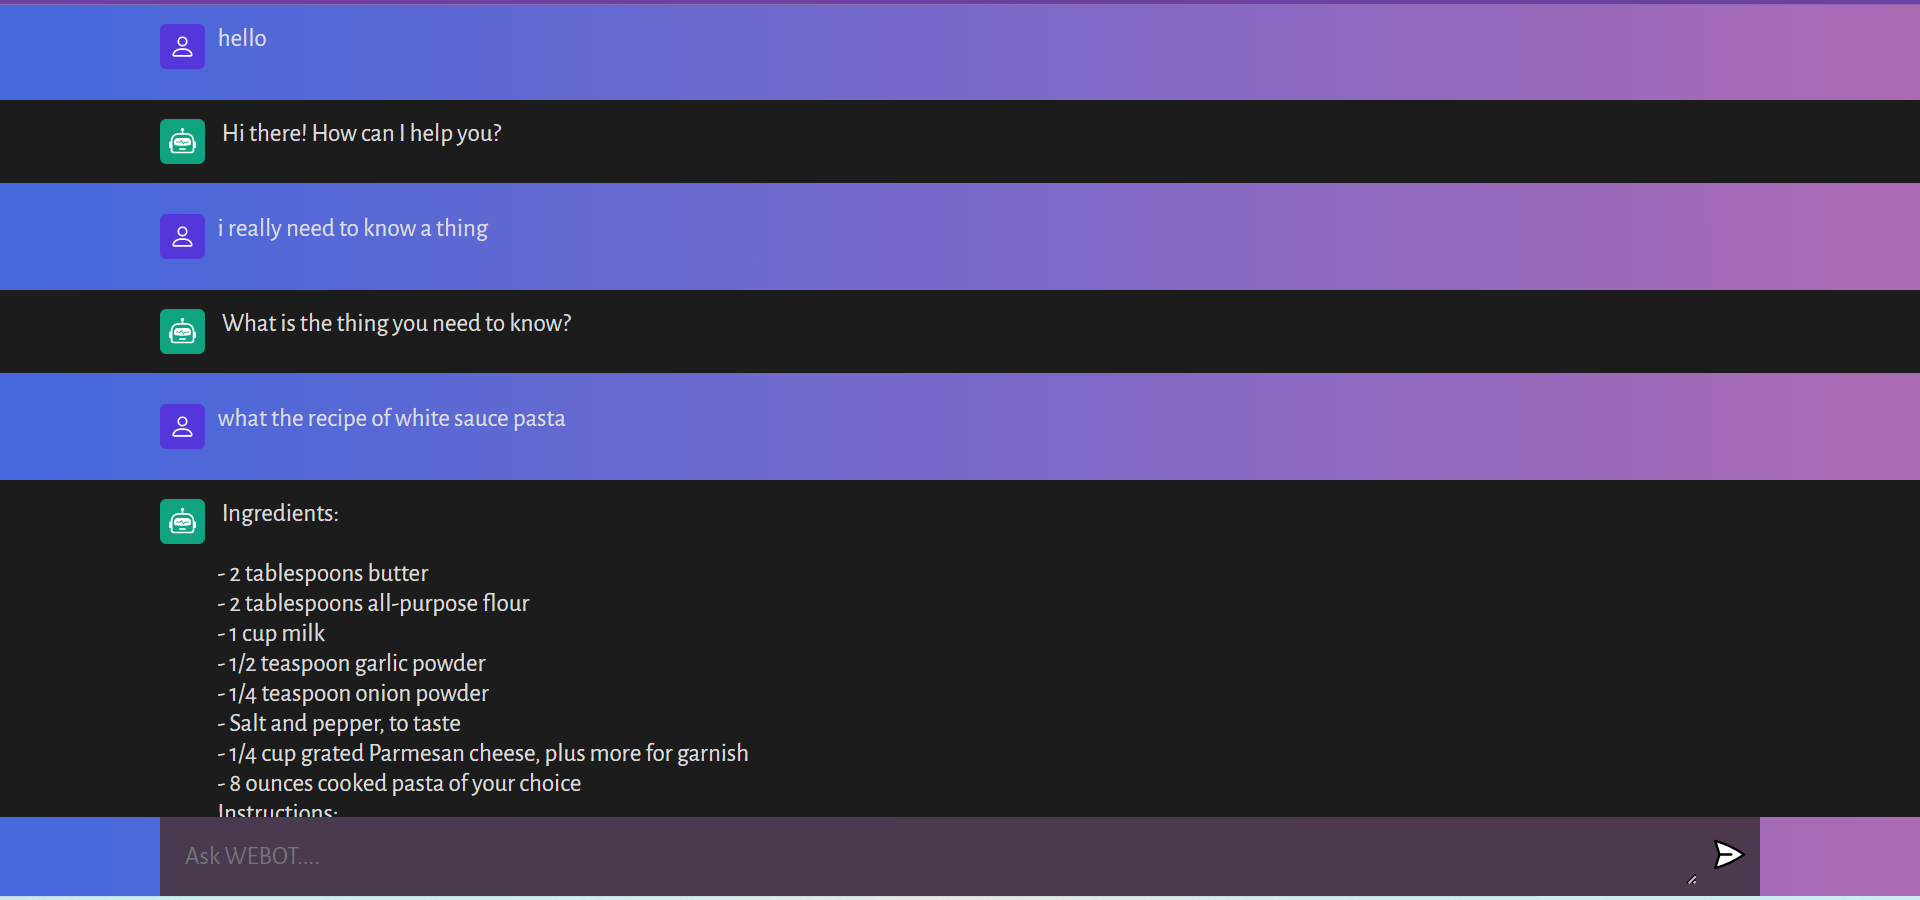 hello
Hi there! How can I help you?
i really need to know a thing
What is the thing you need to know?
what the recipe of white sauce pasta
Ingredients:
- 2 tablespoons butter
- 2 tablespoons all-purpose flour
- 1 cup milk
- 1/2 teaspoon garlic powder
- 1/4 teaspoon onion powder
- Salt and pepper, to taste
- 1/4 cup grated Parmesan cheese, plus more for garnish
- 8 ounces cooked pasta of your choice
Instructions:
Ask WEBOT....